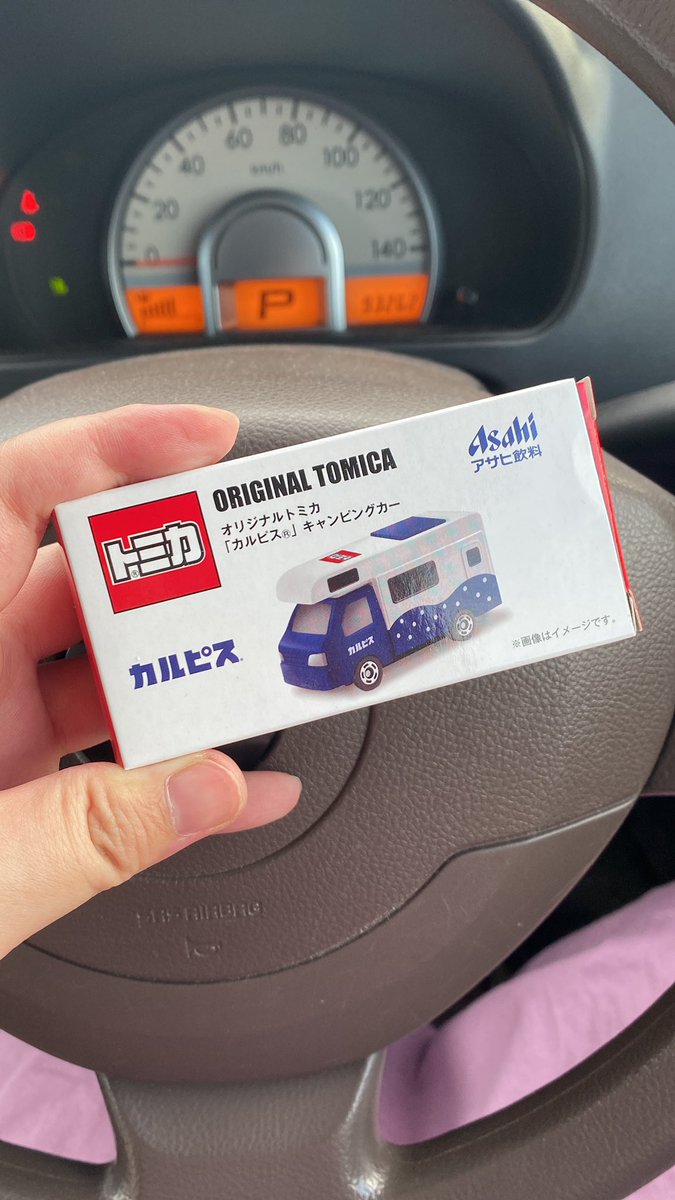 60
80
40
km/h
100
20
120
0
140
P
ORIGINAL TOMICA
Asahi
アサヒ飲料
トミカ®
オリジナルトミカ
「カルピス®」キャンピングカー
カルピス®
カルピス
※画像はイメージです。
SRS-AIRBAG